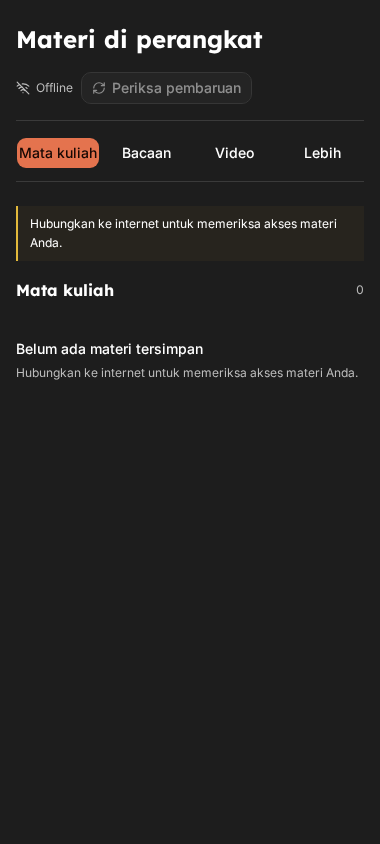 Materi di perangkat
Offline
Periksa pembaruan
Mata kuliah
Bacaan
Video
Lebih
Hubungkan ke internet untuk memeriksa akses materi
Anda.
Mata kuliah
0
Belum ada materi tersimpan
Hubungkan ke internet untuk memeriksa akses materi Anda.